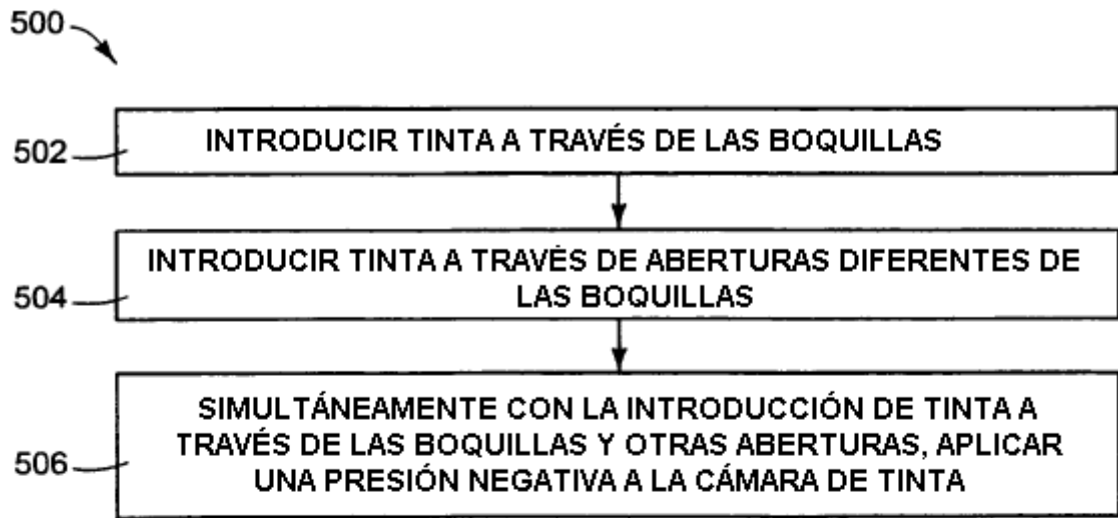 500
502
INTRODUCIR TINTA A TRAVÉS DE LAS BOQUILLAS
504
INTRODUCIR TINTA A TRAVÉS DE ABERTURAS DIFERENTES DE
LAS BOQUILLAS
506
SIMULTÁNEAMENTE CON LA INTRODUCCIÓN DE TINTA A
TRAVÉS DE LAS BOQUILLAS Y OTRAS ABERTURAS, APLICAR
UNA PRESIÓN NEGATIVA A LA CÁMARA DE TINTA